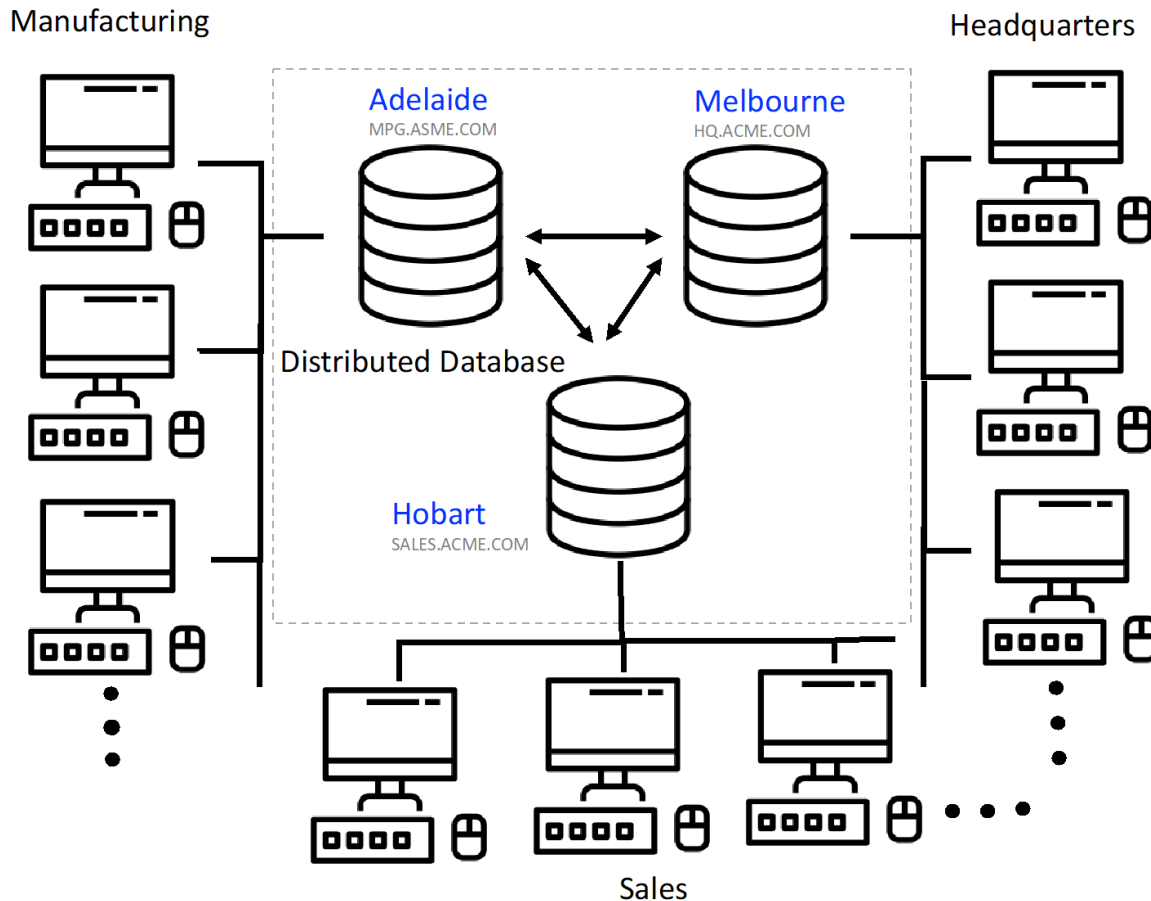 Manufacturing
Headquarters
Adelaide
MPG.ASME.COM
Melbourne
HQ.ACME.COM
Distributed Database
Hobart
SALES.ACME.COM
Sales